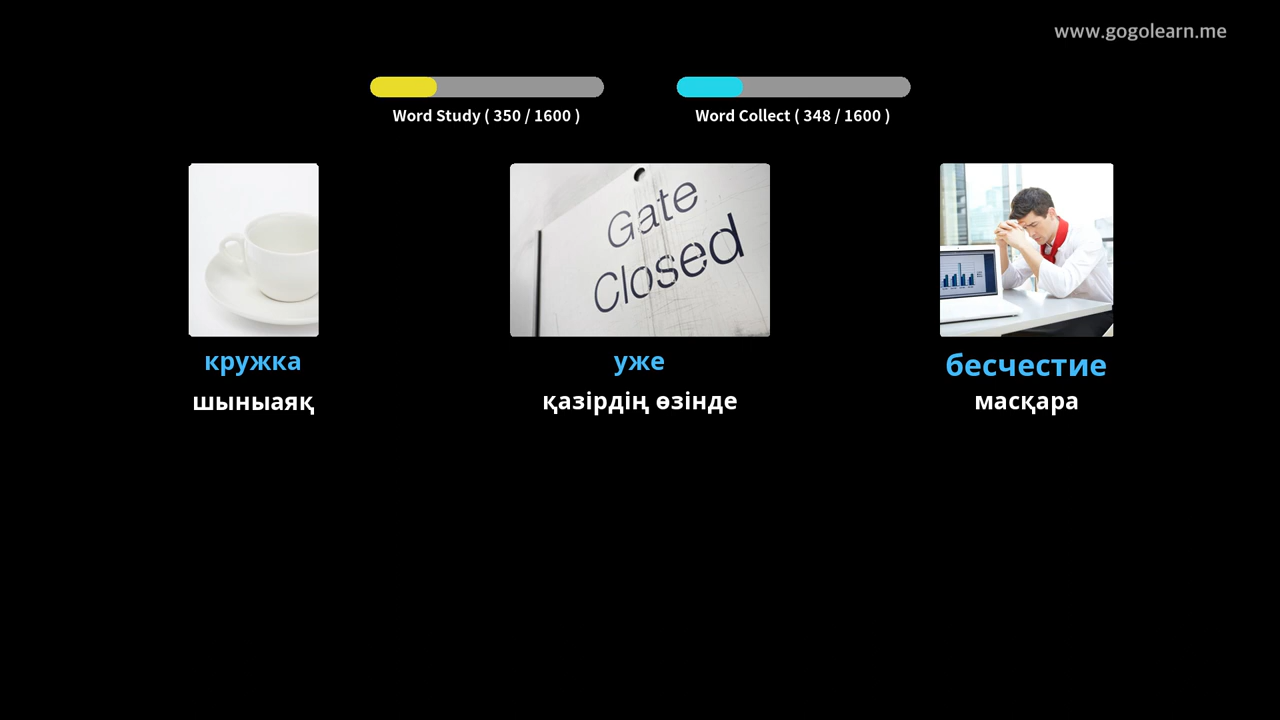 www.gogolearn.me
Word Study ( 350 / 1600 )
Word Collect ( 348 / 1600 )
Gate
Closed
кружка
уже
бесчестие
шыныаяқ
қазірдің өзінде
масқара